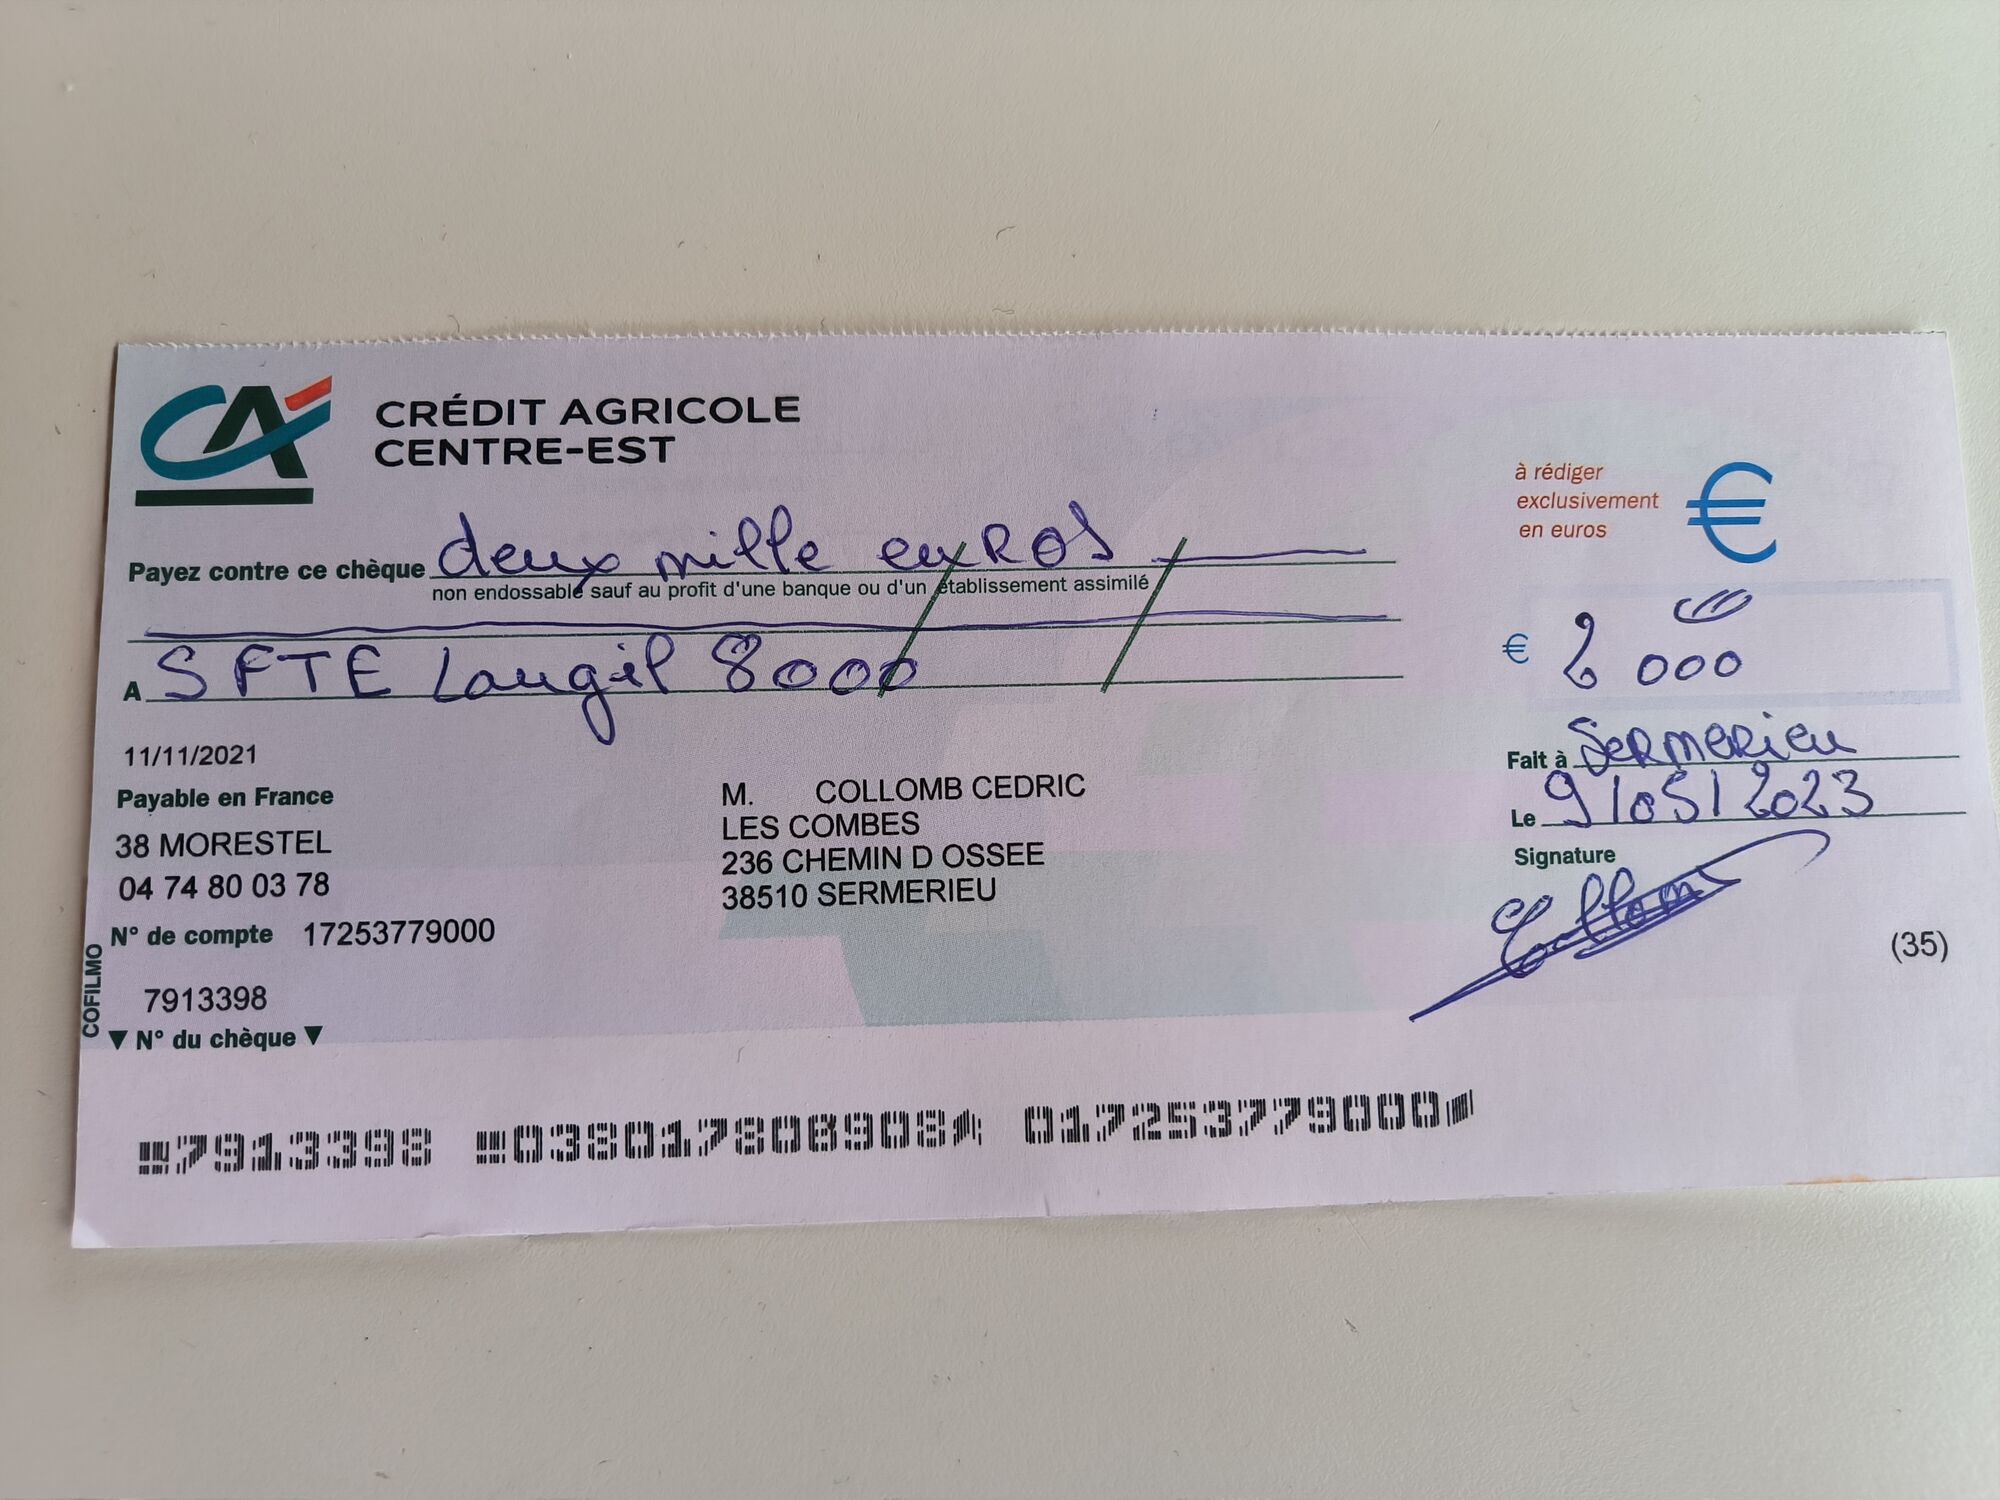 CRÉDIT AGRICOLE
CENTRE-EST
à rédiger
exclusivement
en euros
€
Payez contre ce chèque deux mille euros
non endossable sauf au profit d'une banque ou d'un établissement assimilé
€ 2 000
A SFTE Laugil 8000
11/11/2021
Payable en France
38 MORESTEL
04 74 80 03 78
N° de compte 17253779000
COFILMO
7913398
▼ N° du chèque ▼
M. COLLOMB CEDRIC
LES COMBES
236 CHEMIN D OSSEE
38510 SERMERIEU
Fait à Sermerieu
Le 9/05/2023
Signature
Collomb
(35)
7913398 038017808908 017253779000